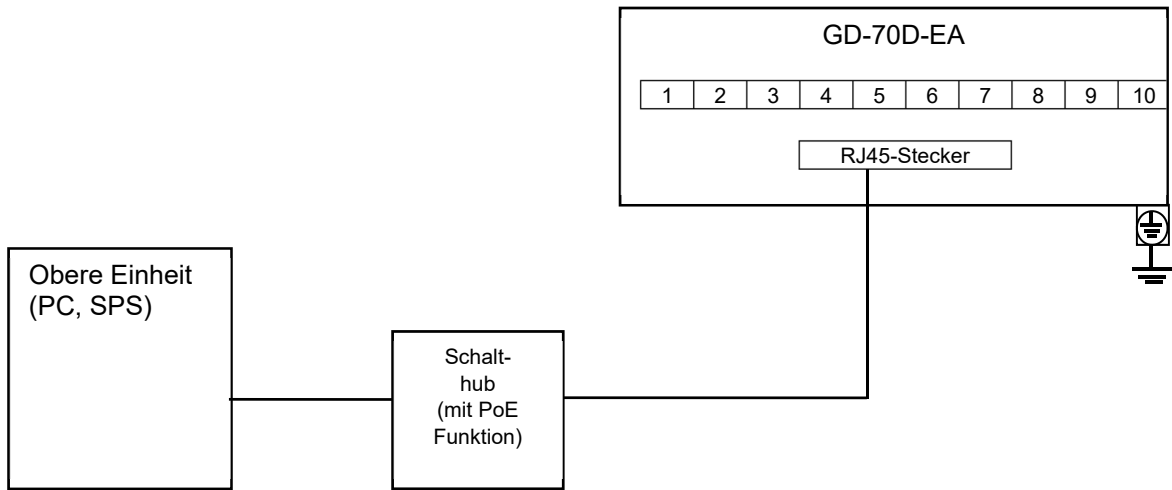 GD-70D-EA
1 2 3 4 5 6 7 8 9 10
RJ45-Stecker
Obere Einheit
(PC, SPS)
Schalt-
hub
(mit PoE
Funktion)